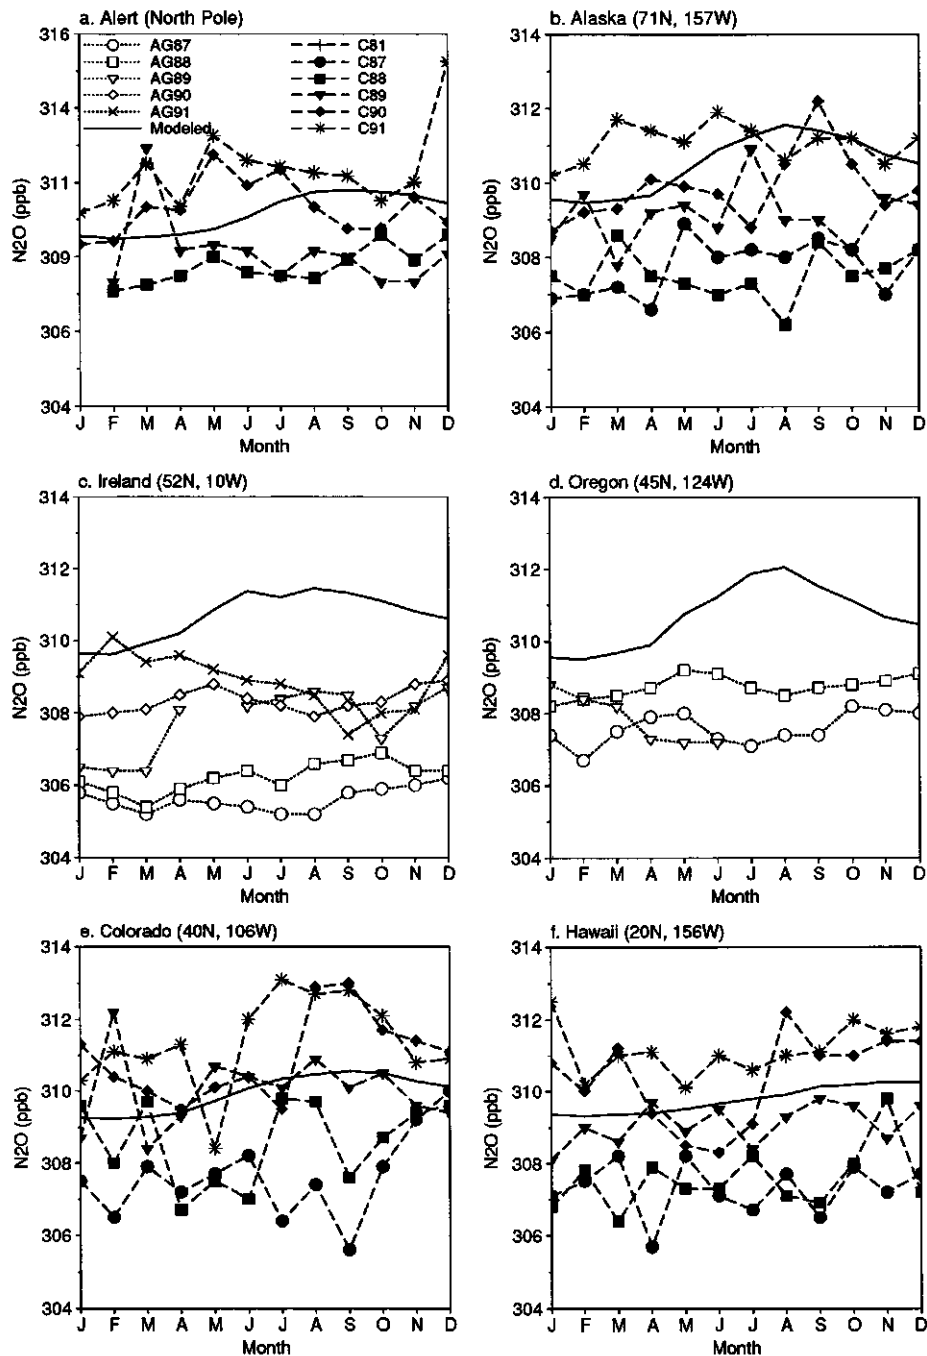 a. Alert (North Pole)
316
314
311
309
306
304
N2O (ppb)
AG87
AG88
AG89
AG90
AG91
Modeled
C81
C87
C88
C89
C90
C91
J F M A M J J A S O N D
Month
b. Alaska (71N, 157W)
314
312
310
308
306
304
N2O (ppb)
J F M A M J J A S O N D
Month
c. Ireland (52N, 10W)
314
312
310
308
306
304
N2O (ppb)
J F M A M J J A S O N D
Month
d. Oregon (45N, 124W)
314
312
310
308
306
304
N2O (ppb)
J F M A M J J A S O N D
Month
e. Colorado (40N, 106W)
314
312
310
308
306
304
N2O (ppb)
J F M A M J J A S O N D
Month
f. Hawaii (20N, 156W)
314
312
310
308
306
304
N2O (ppb)
J F M A M J J A S O N D
Month